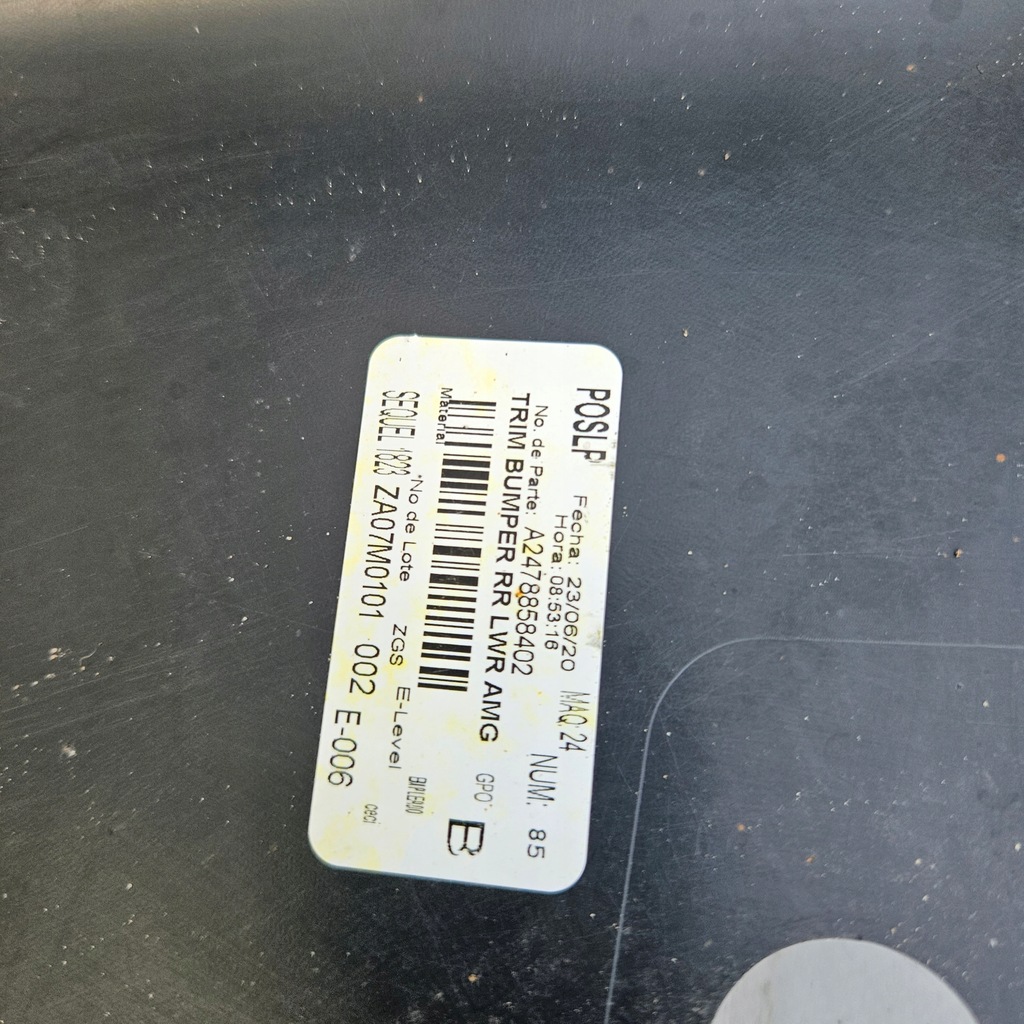 POSLP Fecha: 23/06/20 MAQ:24
Hora: 08:53:16 NUM: 85
No. de Parte: A2478858402
TRIM BUMPER RR LWR AMG GPO: B
Material
*No de Lote ZGS E-Level
SEQUEL 1823 ZA07M0101 002 E-006
ceci